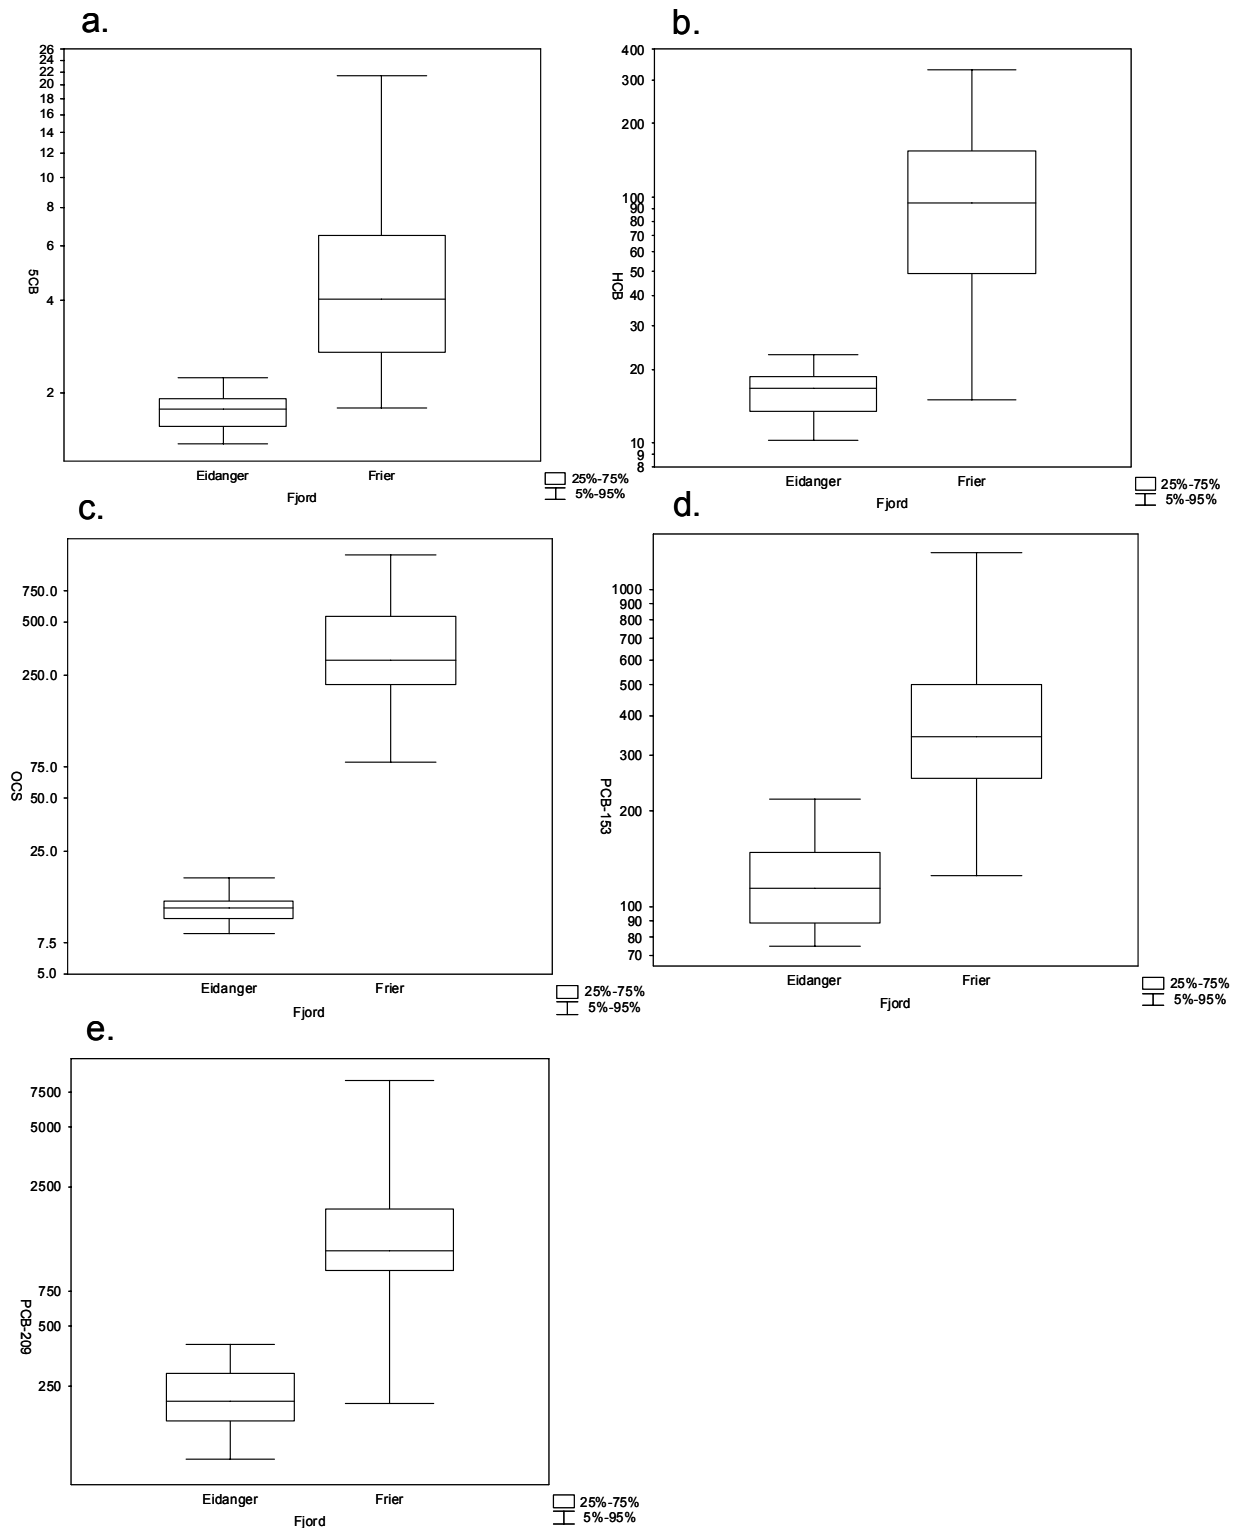 a.
26
24
22
20
18
16
14
12
10
8
6
4
2
5CB
Eidanger
Frier
Fjord
25%-75%
5%-95%
b.
400
300
200
100
90
80
70
60
50
40
30
20
10
9
8
HCB
Eidanger
Frier
Fjord
25%-75%
5%-95%
c.
750.0
500.0
250.0
75.0
50.0
25.0
7.5
5.0
OCS
Eidanger
Frier
Fjord
25%-75%
5%-95%
d.
1000
900
800
700
600
500
400
300
200
100
90
80
70
PCB-153
Eidanger
Frier
Fjord
25%-75%
5%-95%
e.
7500
5000
2500
750
500
250
PCB-209
Eidanger
Frier
Fjord
25%-75%
5%-95%